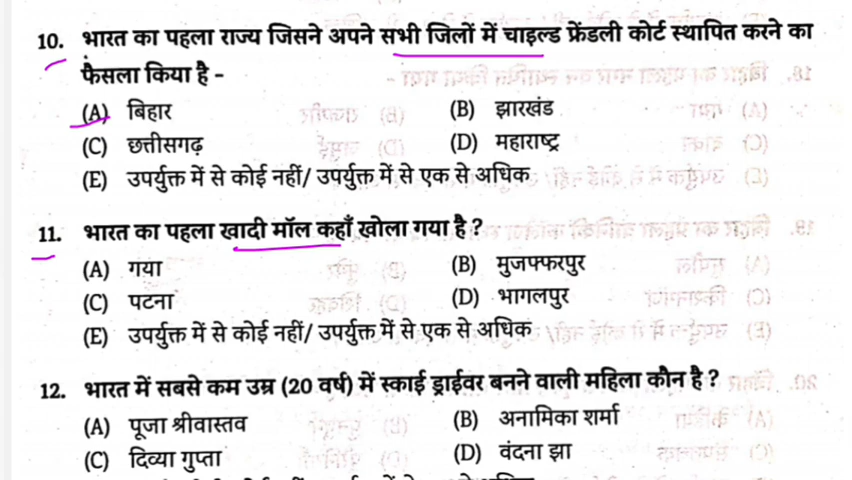 10. भारत का पहला राज्य जिसने अपने सभी जिलों में चाइल्ड फ्रेंडली कोर्ट स्थापित करने का
फैसला किया है -
(A) बिहार (B) झारखंड
(C) छत्तीसगढ़ (D) महाराष्ट्र
(E) उपर्युक्त में से कोई नहीं/ उपर्युक्त में से एक से अधिक
11. भारत का पहला खादी मॉल कहाँ खोला गया है ?
(A) गया (B) मुजफ्फरपुर
(C) पटना (D) भागलपुर
(E) उपर्युक्त में से कोई नहीं/ उपर्युक्त में से एक से अधिक
12. भारत में सबसे कम उम्र (20 वर्ष) में स्काई ड्राईवर बनने वाली महिला कौन है ?
(A) पूजा श्रीवास्तव (B) अनामिका शर्मा
(C) दिव्या गुप्ता (D) वंदना झा